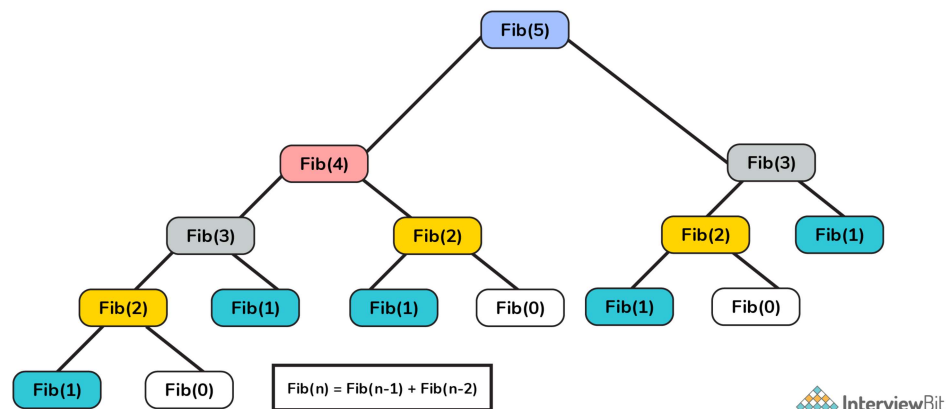 Fib(5)
Fib(4)
Fib(3)
Fib(3)
Fib(2)
Fib(2)
Fib(1)
Fib(2)
Fib(1)
Fib(1)
Fib(0)
Fib(1)
Fib(0)
Fib(1)
Fib(0)
Fib(n) = Fib(n-1) + Fib(n-2)
InterviewBit